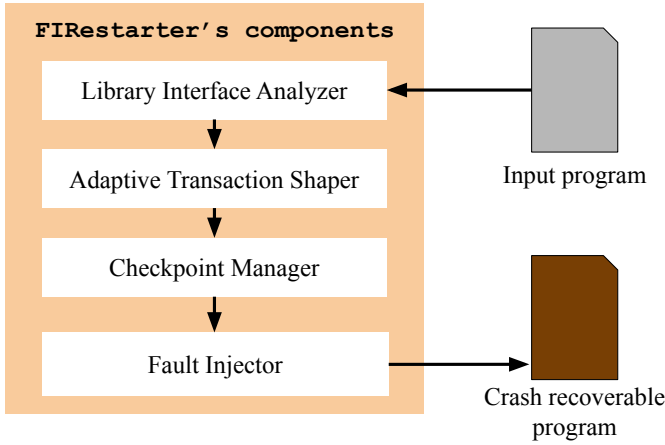 FIRestarter's components
Library Interface Analyzer
Adaptive Transaction Shaper
Checkpoint Manager
Fault Injector
Input program
Crash recoverable
program